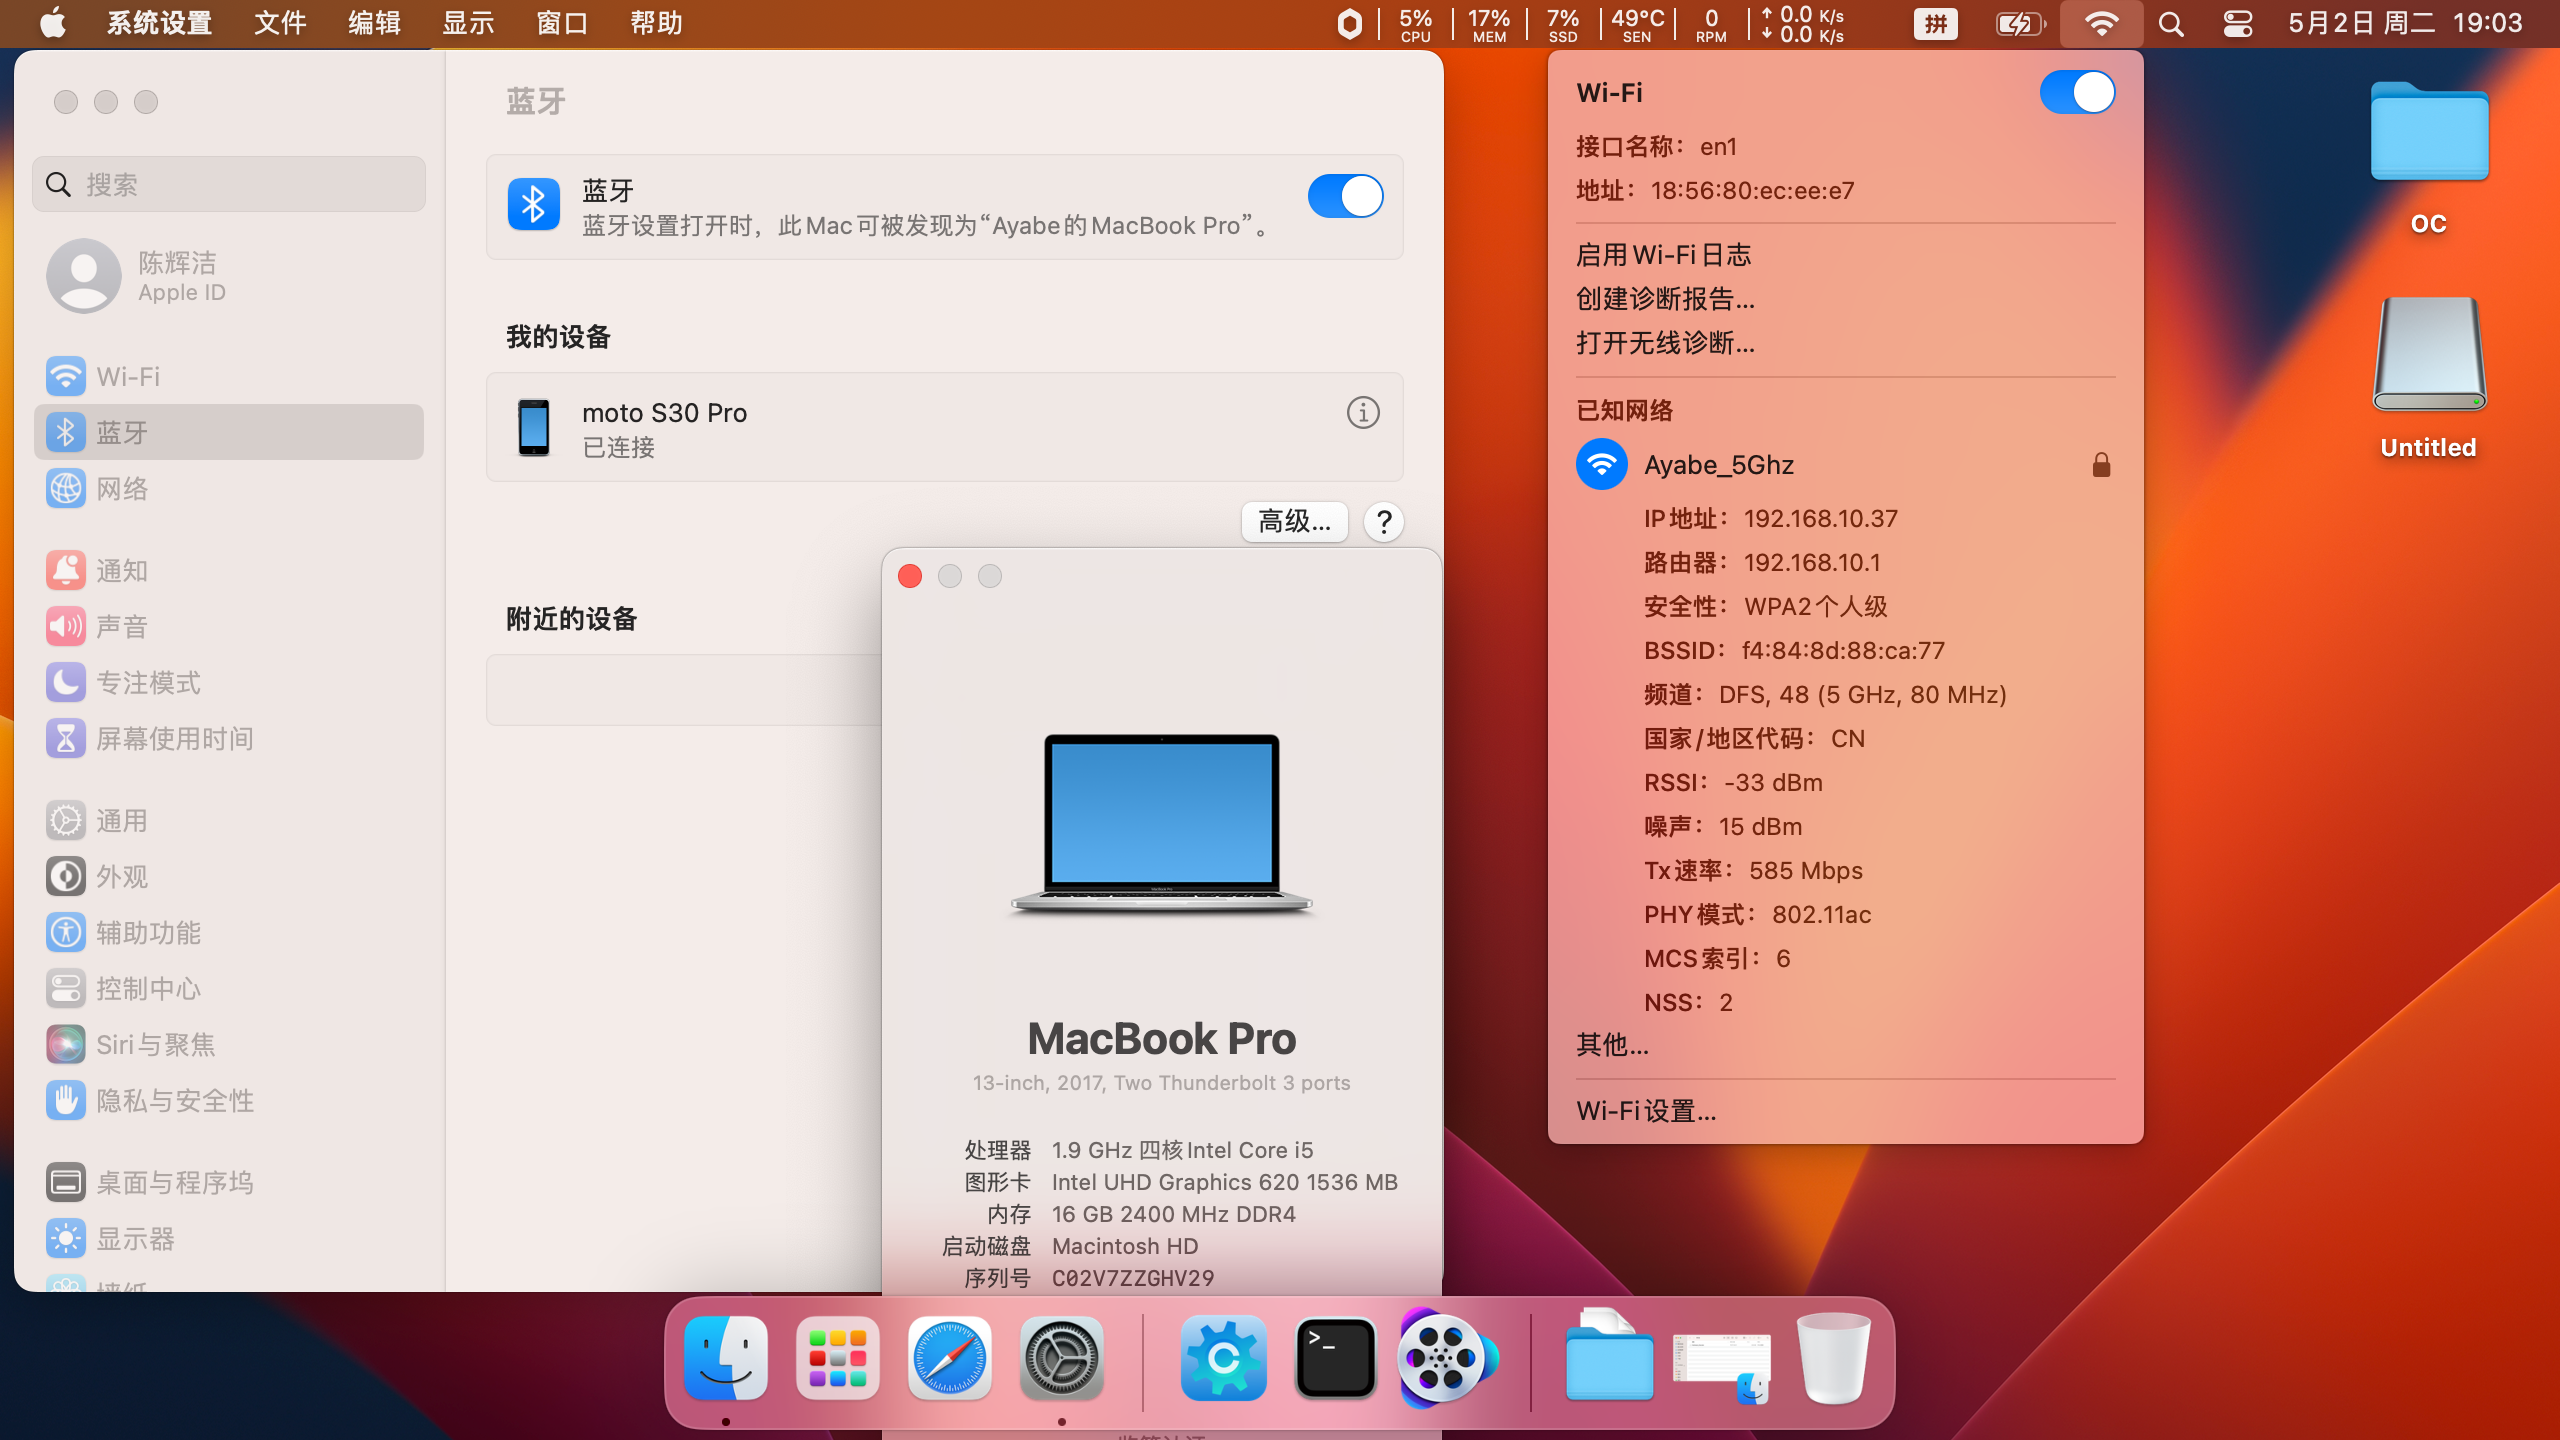 系统设置 文件 编辑 显示 窗口 帮助
5% CPU
17% MEM
7% SSD
49°C SEN
0 RPM
↑ 0.0 K/s
↓ 0.0 K/s
拼
5月2日 周二 19:03
搜索
陈辉洁
Apple ID
Wi-Fi
蓝牙
网络
通知
声音
专注模式
屏幕使用时间
通用
外观
辅助功能
控制中心
Siri与聚焦
隐私与安全性
桌面与程序坞
显示器
墙纸
蓝牙
蓝牙
蓝牙设置打开时，此Mac可被发现为“Ayabe的MacBook Pro”。
我的设备
moto S30 Pro
已连接
高级... ?
附近的设备
MacBook Pro
13-inch, 2017, Two Thunderbolt 3 ports
处理器 1.9 GHz 四核Intel Core i5
图形卡 Intel UHD Graphics 620 1536 MB
内存 16 GB 2400 MHz DDR4
启动磁盘 Macintosh HD
序列号 C02V7ZZGHV29
Wi-Fi
接口名称： en1
地址： 18:56:80:ec:ee:e7
启用Wi-Fi日志
创建诊断报告...
打开无线诊断...
已知网络
Ayabe_5Ghz
IP地址： 192.168.10.37
路由器： 192.168.10.1
安全性： WPA2个人级
BSSID： f4:84:8d:88:ca:77
频道： DFS, 48 (5 GHz, 80 MHz)
国家/地区代码： CN
RSSI： -33 dBm
噪声： 15 dBm
Tx速率： 585 Mbps
PHY模式： 802.11ac
MCS索引： 6
NSS： 2
其他...
Wi-Fi设置...
OC
Untitled